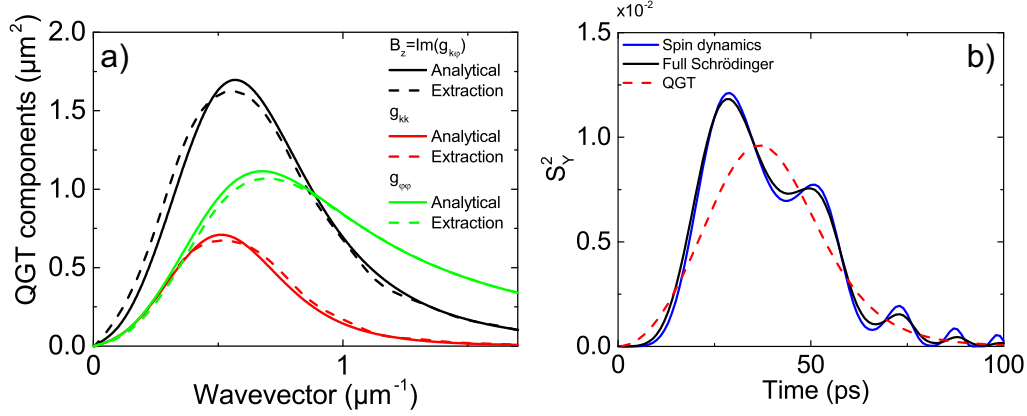 a)
QGT components (μm²)
2.0
1.5
1.0
0.5
0.0
0
1
Wavevector (μm⁻¹)
B_z=Im(g_kφ)
Analytical
Extraction
g_kk
Analytical
Extraction
g_φφ
Analytical
Extraction
b)
x10⁻²
S_Y²
1.5
1.0
0.5
0.0
0
50
100
Time (ps)
Spin dynamics
Full Schrödinger
QGT